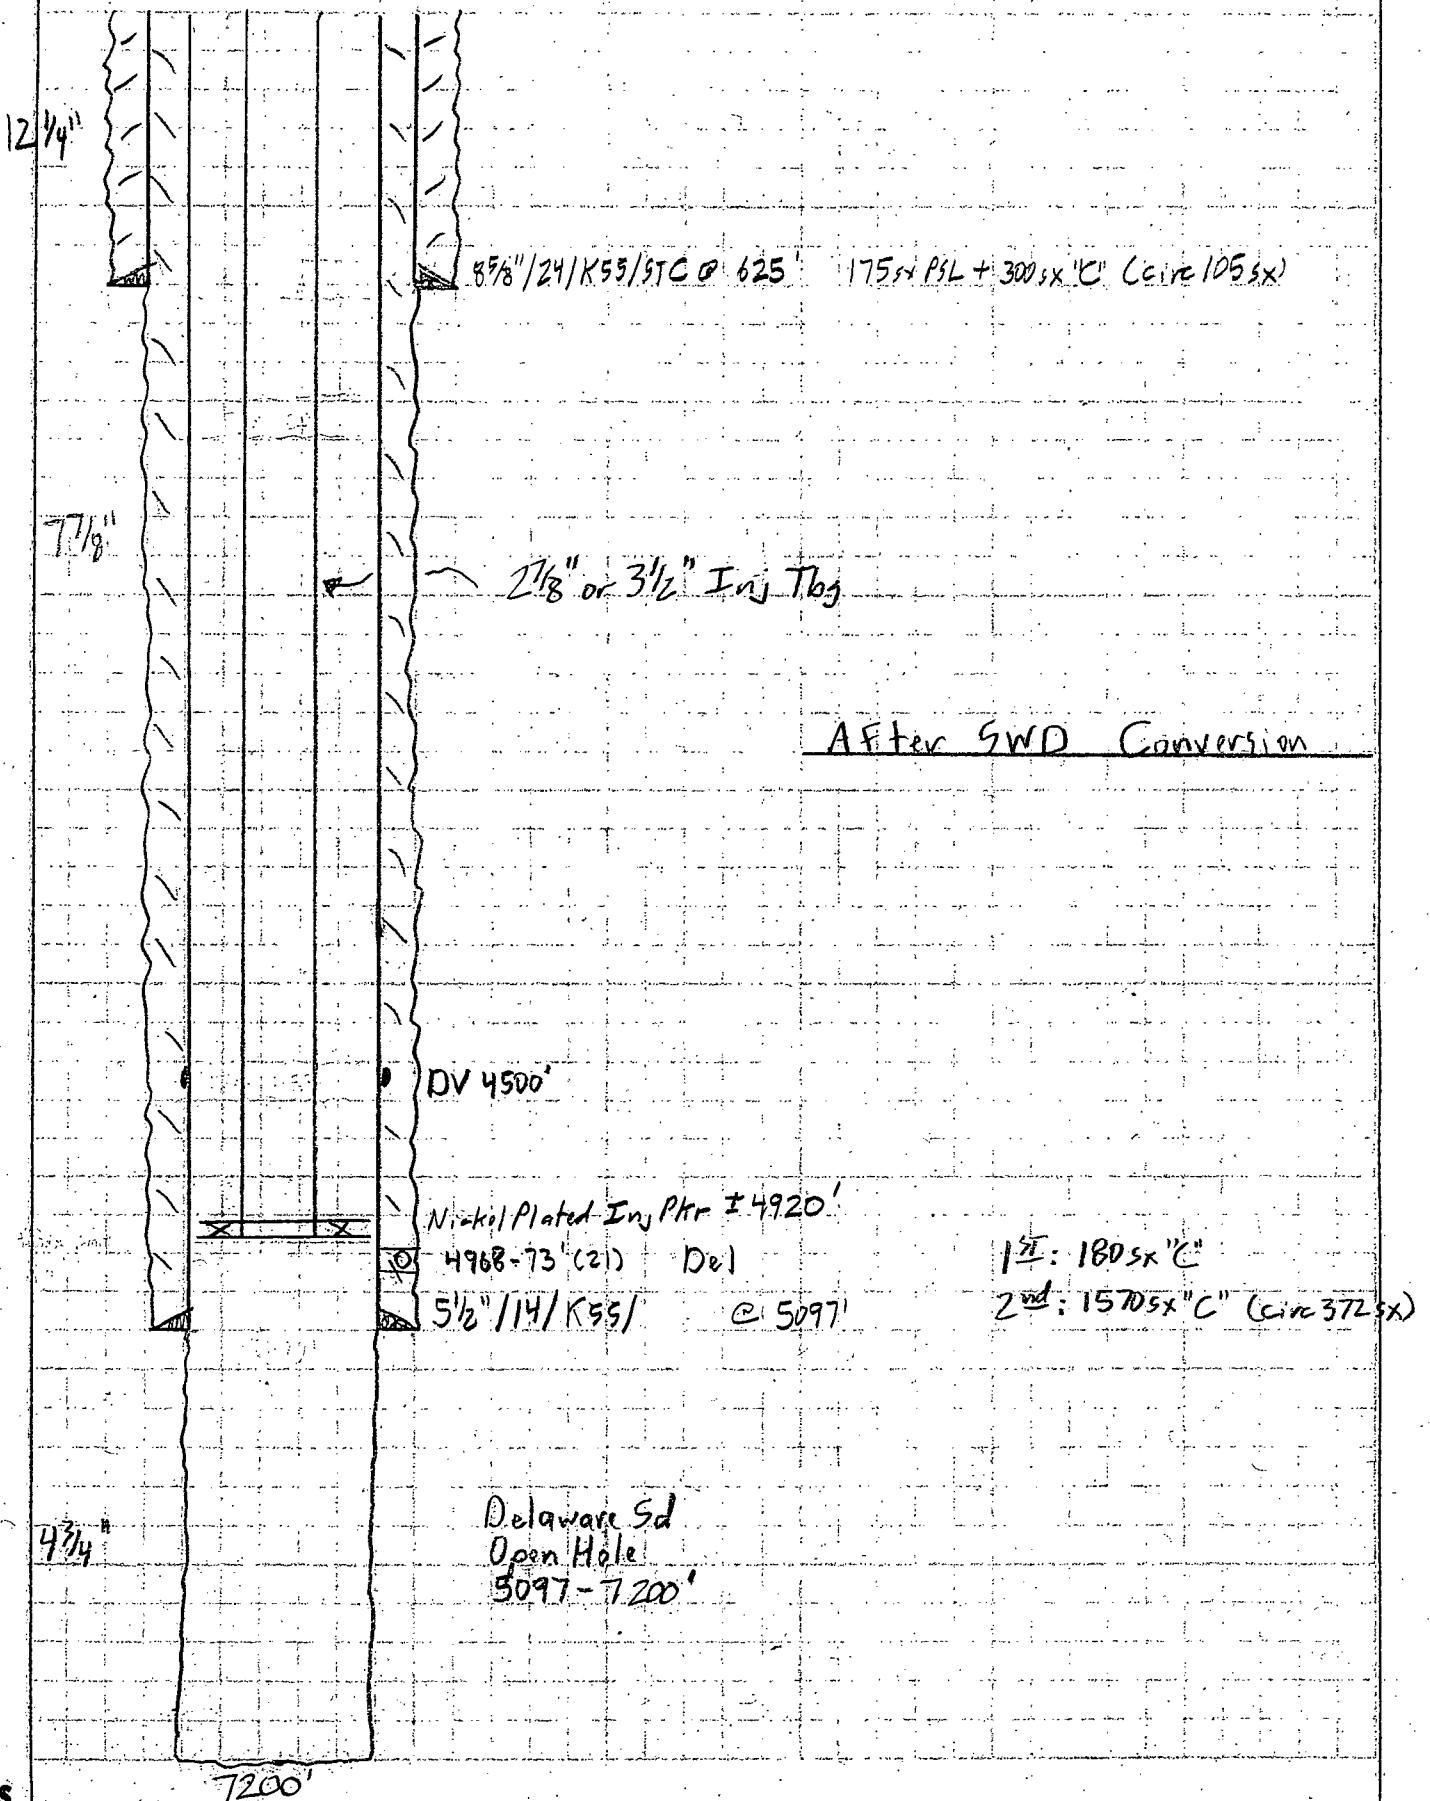 12 1/4"
8 5/8"/24/K55/STC @ 625' 175sx PSL + 300sx "C" (circ 105sx)
7 7/8"
2 7/8" or 3 1/2" Inj Tbg
After SWD Conversion
DV 4500'
Nickel Plated Inj Pkr ± 4920'
4968-73' (21) Del
1st: 180sx "C"
5 1/2"/14/K55/ @ 5097'
2nd: 1570sx "C" (circ 372sx)
Delaware Sd
4 3/4"
Open Hole
5097-7200'
7200'